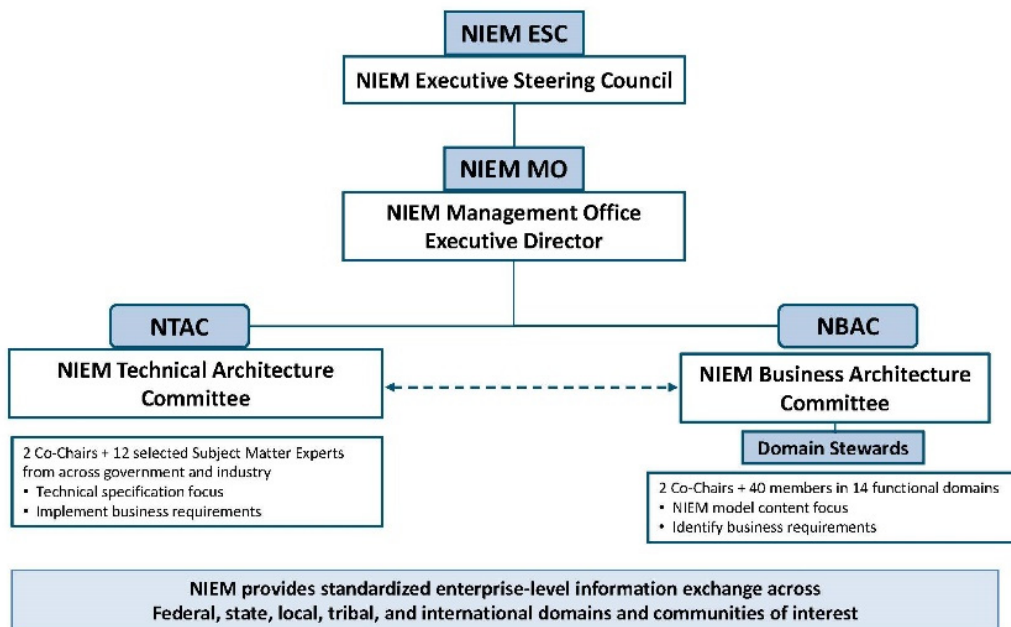 NIEM ESC
NIEM Executive Steering Council
NIEM MO
NIEM Management Office
Executive Director
NTAC
NIEM Technical Architecture
Committee
2 Co-Chairs + 12 selected Subject Matter Experts
from across government and industry
▪ Technical specification focus
▪ Implement business requirements
NBAC
NIEM Business Architecture
Committee
Domain Stewards
2 Co-Chairs + 40 members in 14 functional domains
▪ NIEM model content focus
▪ Identify business requirements
NIEM provides standardized enterprise-level information exchange across
Federal, state, local, tribal, and international domains and communities of interest